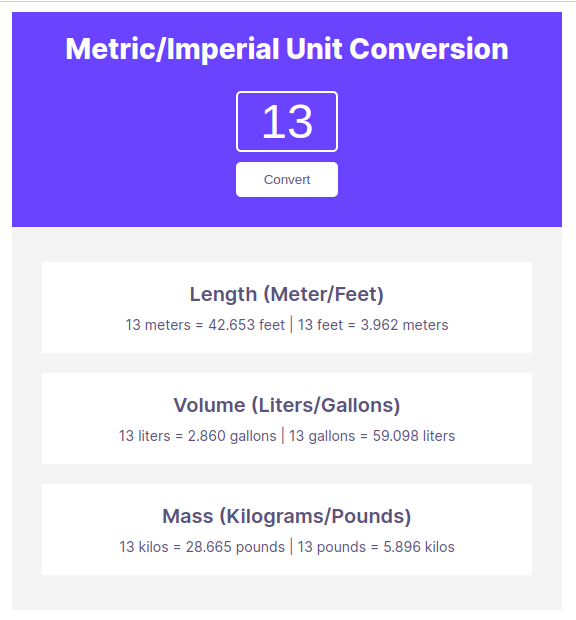 Metric/Imperial Unit Conversion
13
Convert
Length (Meter/Feet)
13 meters = 42.653 feet | 13 feet = 3.962 meters
Volume (Liters/Gallons)
13 liters = 2.860 gallons | 13 gallons = 59.098 liters
Mass (Kilograms/Pounds)
13 kilos = 28.665 pounds | 13 pounds = 5.896 kilos